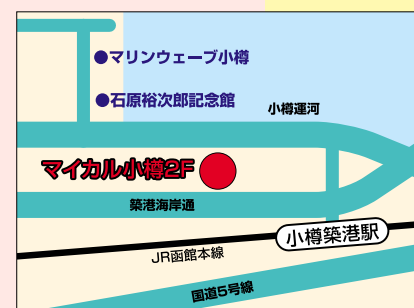 ●マリンウェーブ小樽
●石原裕次郎記念館
小樽運河
マイカル小樽2F
築港海岸通
小樽築港駅
JR函館本線
国道5号線